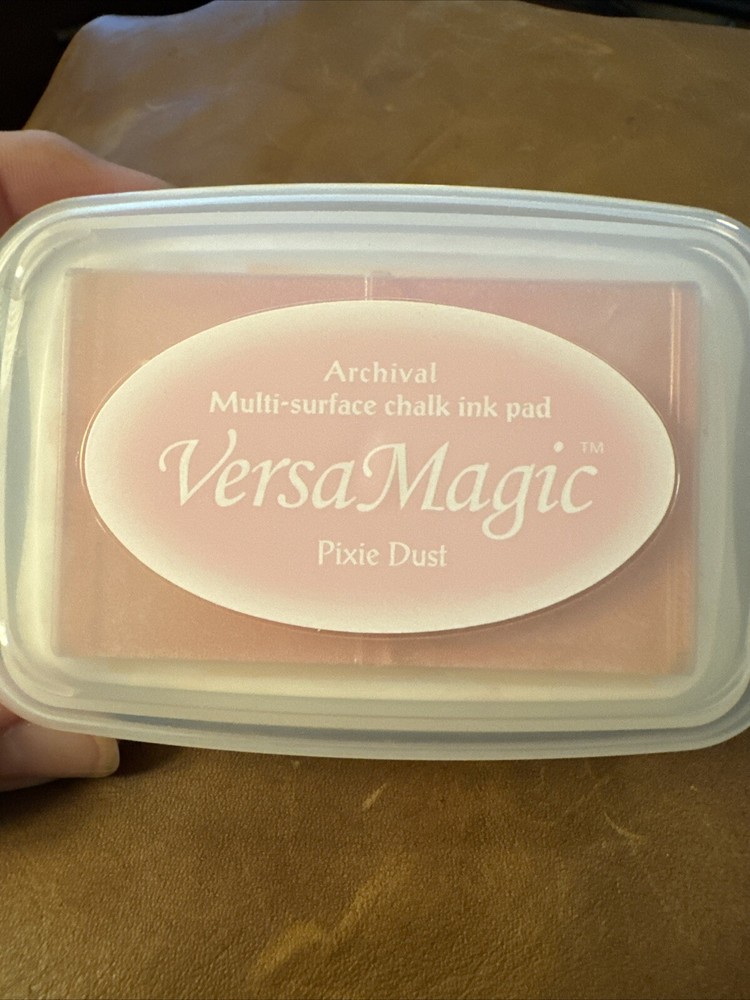 Archival
Multi-surface chalk ink pad
VersaMagic™
Pixie Dust